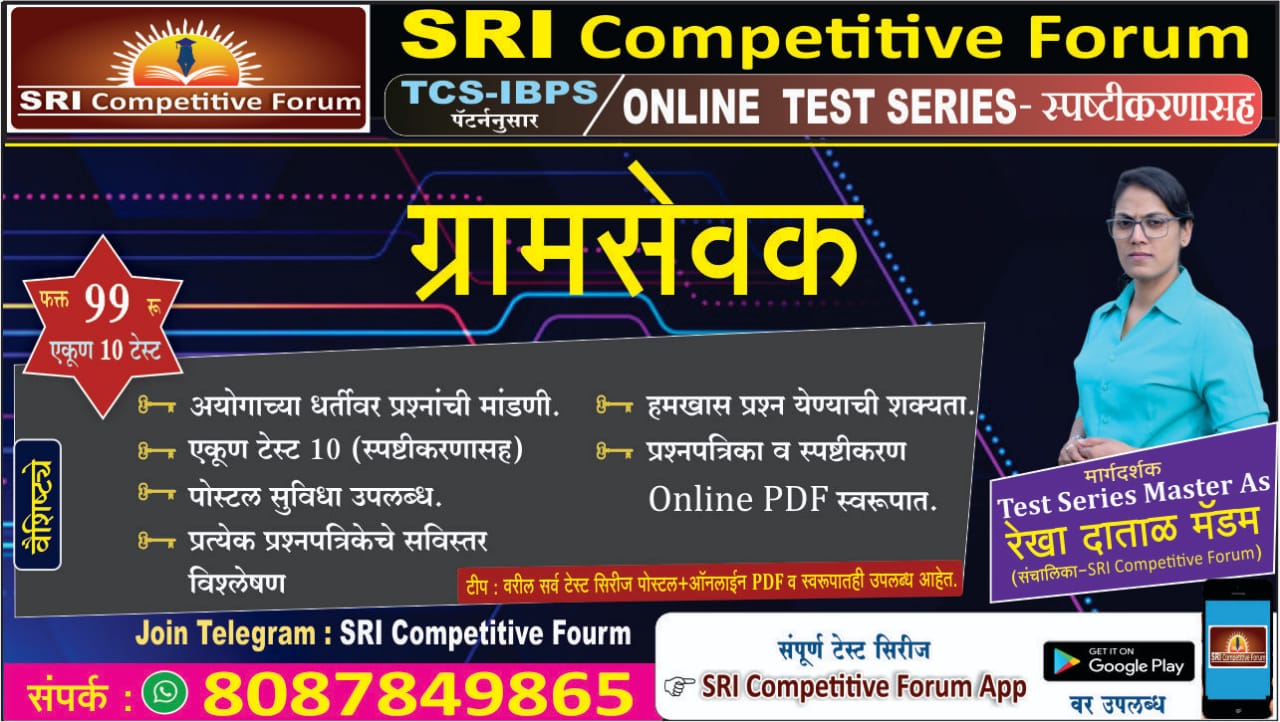 SRI Competitive Forum
SRI Competitive Forum
TCS-IBPS
पॅटर्ननुसार
ONLINE TEST SERIES- स्पष्टीकरणासह
ग्रामसेवक
फक्त 99 रू
एकूण 10 टेस्ट
वैशिष्ट्ये
अयोगाच्या धर्तीवर प्रश्नांची मांडणी.
एकूण टेस्ट 10 (स्पष्टीकरणासह)
पोस्टल सुविधा उपलब्ध.
प्रत्येक प्रश्नपत्रिकेचे सविस्तर
विश्लेषण
हमखास प्रश्न येण्याची शक्यता.
प्रश्नपत्रिका व स्पष्टीकरण
Online PDF स्वरूपात.
टीप : वरील सर्व टेस्ट सिरीज पोस्टल+ऑनलाईन PDF व स्वरूपातही उपलब्ध आहेत.
मार्गदर्शक
Test Series Master As
रेखा दाताळ मॅडम
(संचालिका-SRI Competitive Forum)
Join Telegram : SRI Competitive Fourm
संपर्क : 8087849865
संपूर्ण टेस्ट सिरीज
SRI Competitive Forum App
GET IT ON
Google Play
वर उपलब्ध
SRI Competitive Forum